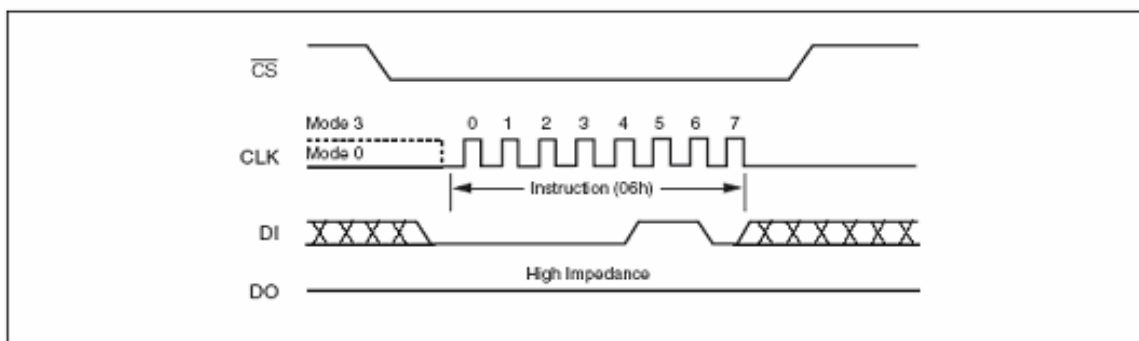 CS
Mode 3
0 1 2 3 4 5 6 7
CLK
Mode 0
Instruction (06h)
DI
High Impedance
DO